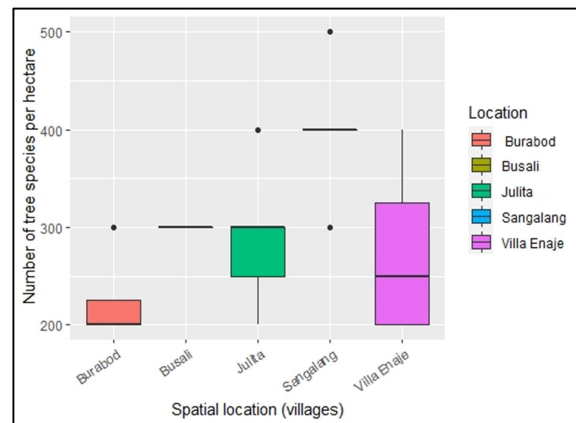 Number of tree species per hectare
500
400
300
200
Burabod
Busali
Julita
Sangalang
Villa Enaje
Spatial location (villages)
Location
Burabod
Busali
Julita
Sangalang
Villa Enaje